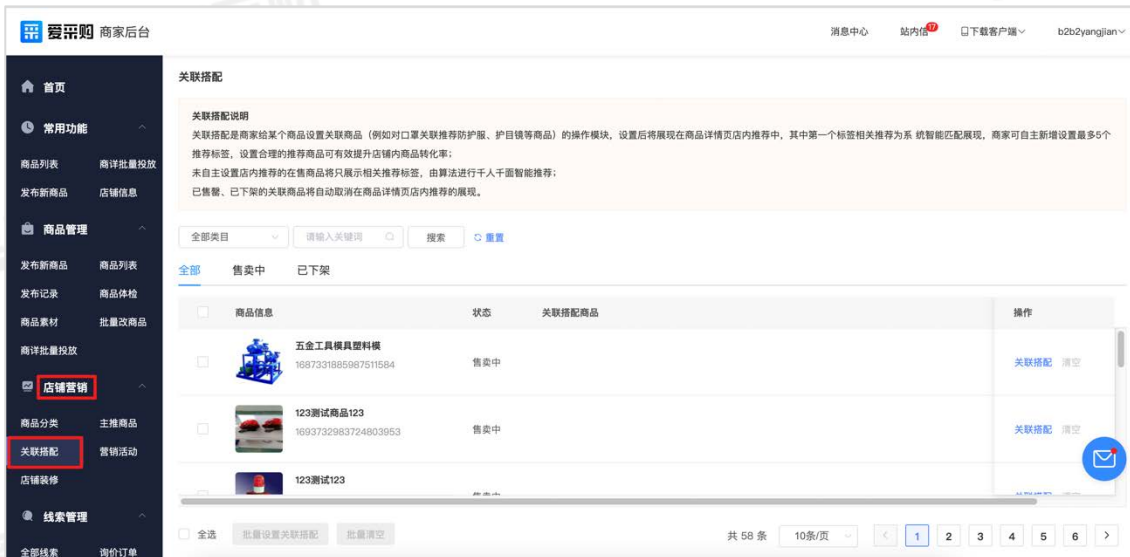 爱采购 商家后台
消息中心 站内信 17 下载客户端 b2b2yangjian
首页
常用功能
商品列表 商详批量投放
发布新商品 店铺信息
商品管理
发布新商品 商品列表
发布记录 商品体检
商品素材 批量改商品
商详批量投放
店铺营销
商品分类 主推商品
关联搭配 营销活动
店铺装修
线索管理
全部线索 询价订单
关联搭配
关联搭配说明
关联搭配是商家给某个商品设置关联商品（例如对口罩关联推荐防护服、护目镜等商品）的操作模块，设置后将展现在商品详情页店内推荐中，其中第一个标签相关推荐为系 统智能匹配展现，商家可自主新增设置最多5个
推荐标签，设置合理的推荐商品可有效提升店铺内商品转化率；
未自主设置店内推荐的在售商品将只展示相关推荐标签，由算法进行千人千面智能推荐；
已售罄、已下架的关联商品将自动取消在商品详情页店内推荐的展现。
全部类目 请输入关键词 搜索 重置
全部 售卖中 已下架
商品信息 状态 关联搭配商品 操作
五金工具模具塑料模
1687331885987511584 售卖中 关联搭配 清空
123测试商品123
1693732983724803953 售卖中 关联搭配 清空
123测试123
全选 批量设置关联搭配 批量清空 共 58 条 10条/页 1 2 3 4 5 6